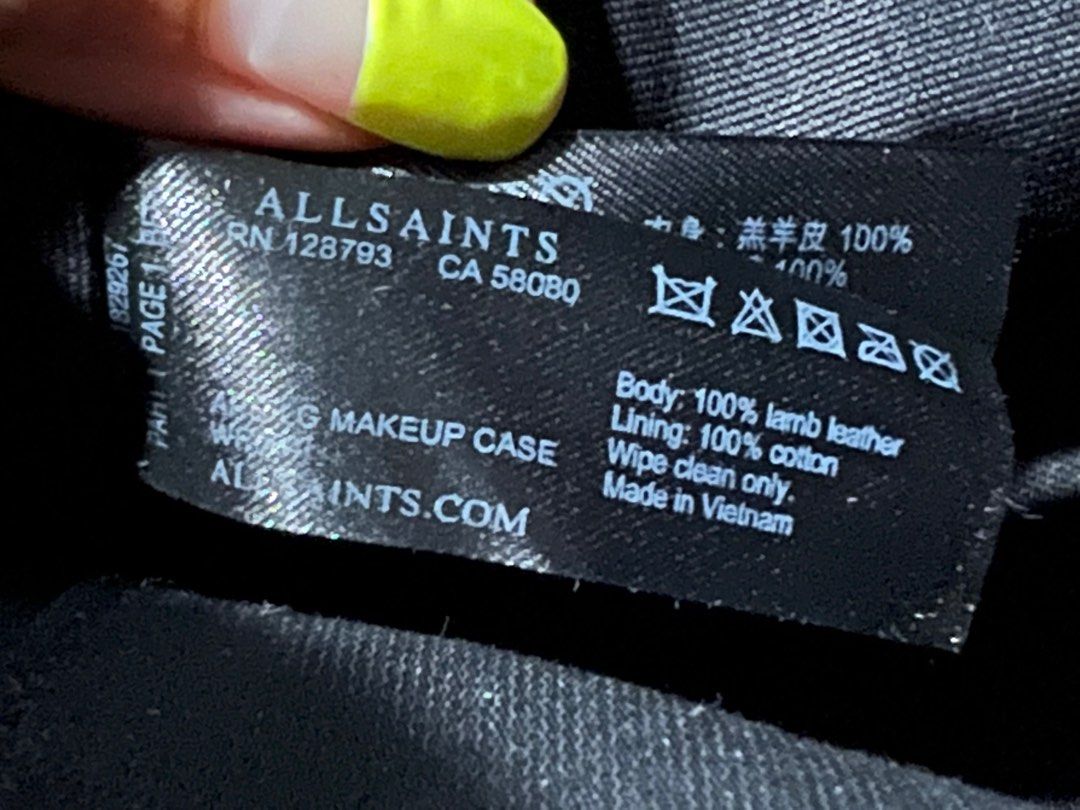 ALLSAINTS
RN 128793 CA 58080
MAKEUP CASE
ALLSAINTS.COM
Body: 100% lamb leather
Lining: 100% cotton
Wipe clean only.
Made in Vietnam
羔羊皮 100%
100%
PAGE 1